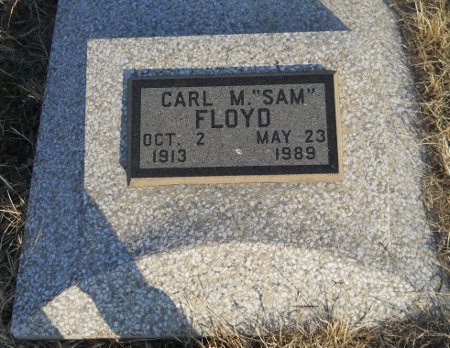 CARL M. "SAM"
FLOYD
OCT. 2 MAY 23
1913 1989